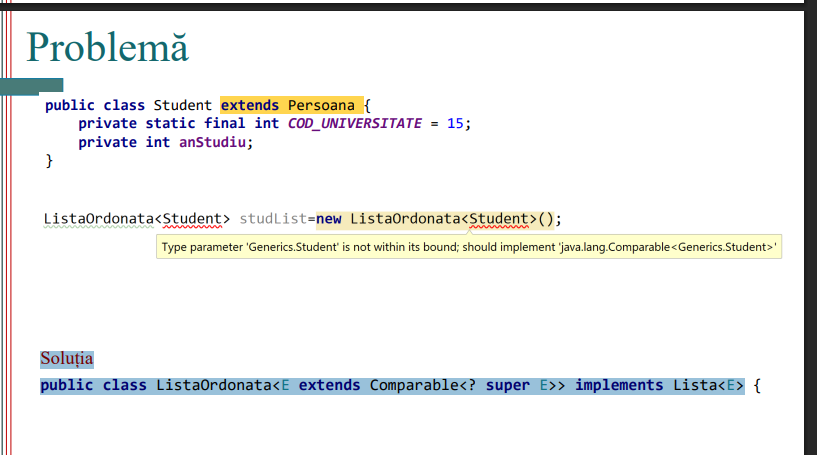 Problemă
public class Student extends Persoana {
private static final int COD_UNIVERSITATE = 15;
private int anStudiu;
}
ListaOrdonata<Student> studList=new ListaOrdonata<Student>();
Type parameter 'Generics.Student' is not within its bound; should implement 'java.lang.Comparable<Generics.Student>'
Soluția
public class ListaOrdonata<E extends Comparable<? super E>> implements Lista<E> {